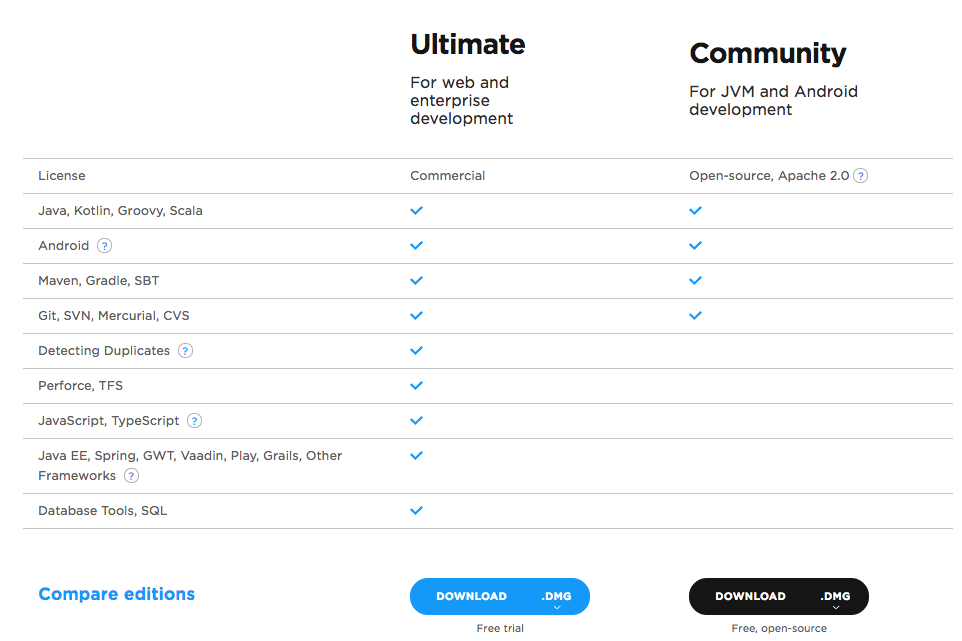 Ultimate
Community
For web and
enterprise
development
For JVM and Android
development
License Commercial Open-source, Apache 2.0 ?
Java, Kotlin, Groovy, Scala
Android ?
Maven, Gradle, SBT
Git, SVN, Mercurial, CVS
Detecting Duplicates ?
Perforce, TFS
JavaScript, TypeScript ?
Java EE, Spring, GWT, Vaadin, Play, Grails, Other
Frameworks ?
Database Tools, SQL
Compare editions
DOWNLOAD .DMG
Free trial
DOWNLOAD .DMG
Free, open-source